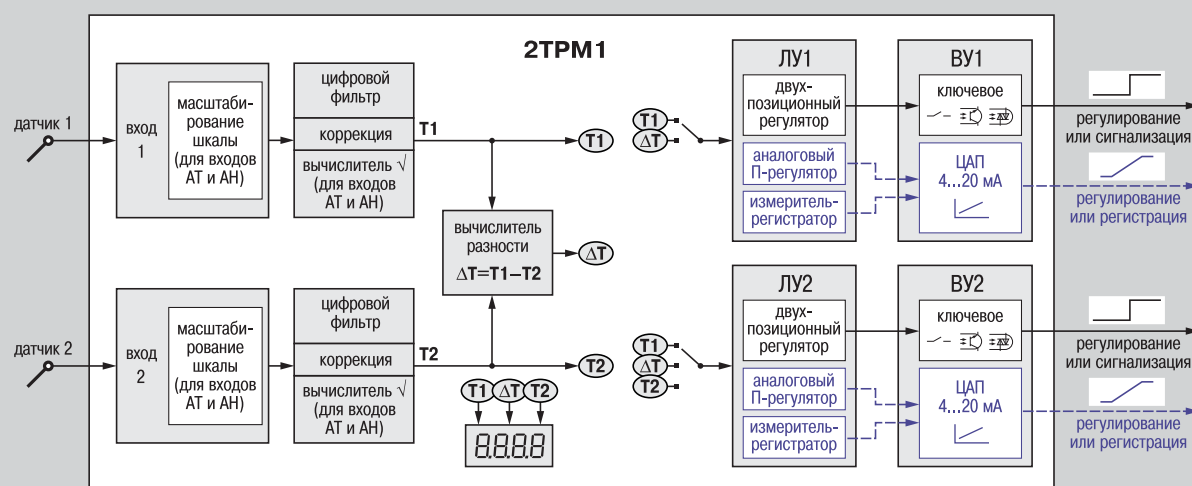 2ТРМ1
датчик 1
вход
1
масштаби-
рование
шкалы
(для входов
АТ и АН)
цифровой
фильтр
коррекция
вычислитель √
(для входов
АТ и АН)
T1
T1
вычислитель
разности
ΔT=T1−T2
ΔT
датчик 2
вход
2
масштаби-
рование
шкалы
(для входов
АТ и АН)
цифровой
фильтр
коррекция
вычислитель √
(для входов
АТ и АН)
T2
T2
T1 ΔT T2
8.8.8.8
T1
ΔT
ЛУ1
двух-
позиционный
регулятор
аналоговый
П-регулятор
измеритель-
регистратор
ВУ1
ключевое
ЦАП
4...20 мА
регулирование
или сигнализация
регулирование
или регистрация
T1
ΔT
T2
ЛУ2
двух-
позиционный
регулятор
аналоговый
П-регулятор
измеритель-
регистратор
ВУ2
ключевое
ЦАП
4...20 мА
регулирование
или сигнализация
регулирование
или регистрация